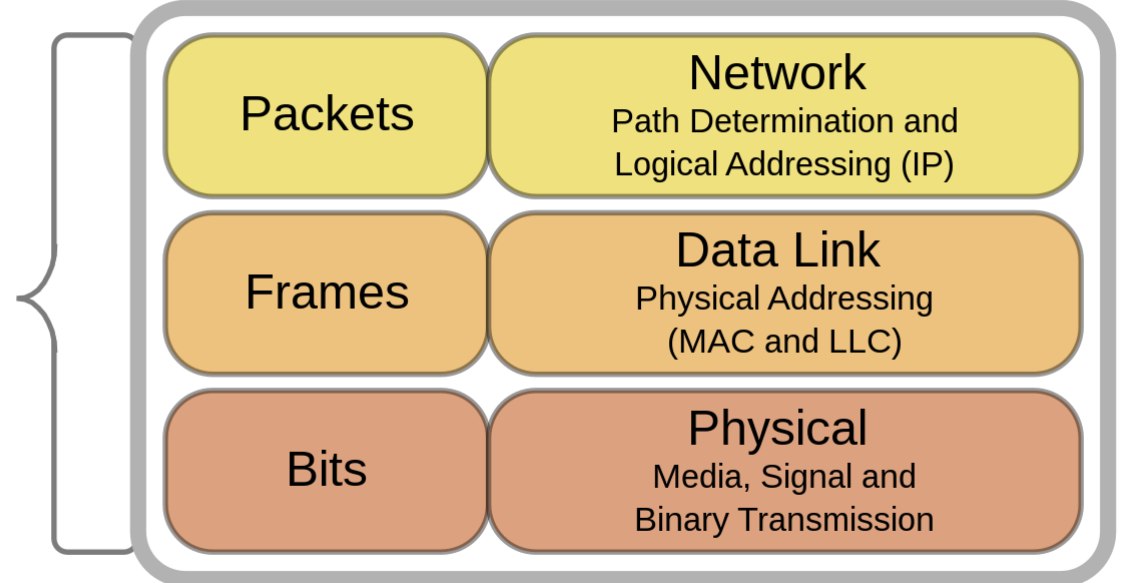 Packets
Network
Path Determination and
Logical Addressing (IP)
Frames
Data Link
Physical Addressing
(MAC and LLC)
Bits
Physical
Media, Signal and
Binary Transmission